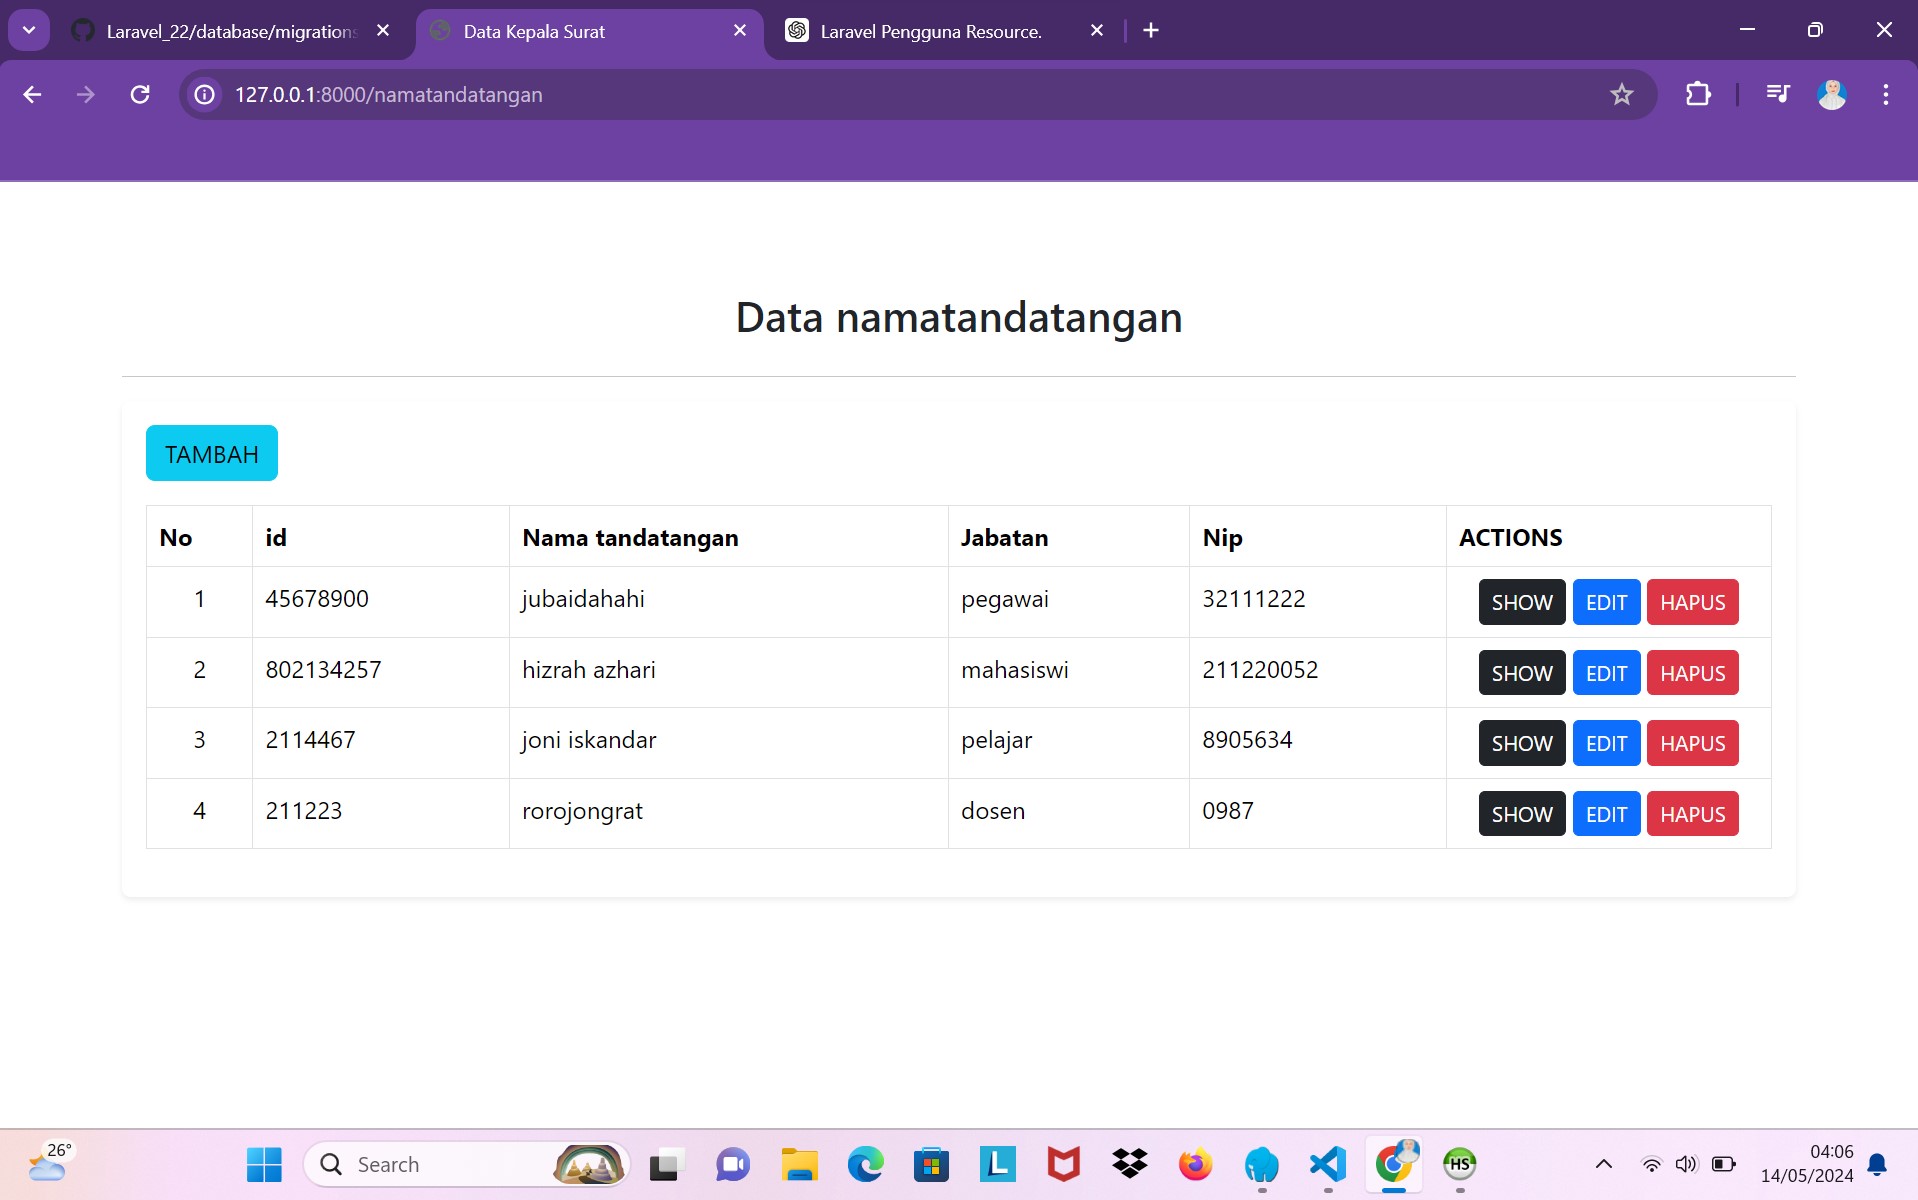 Laravel_22/database/migrations
Data Kepala Surat
Laravel Pengguna Resource.
127.0.0.1:8000/namatandatangan
Data namatandatangan
TAMBAH
No id Nama tandatangan Jabatan Nip ACTIONS
1 45678900 jubaidahahi pegawai 32111222 SHOW EDIT HAPUS
2 802134257 hizrah azhari mahasiswi 211220052 SHOW EDIT HAPUS
3 2114467 joni iskandar pelajar 8905634 SHOW EDIT HAPUS
4 211223 rorojongrat dosen 0987 SHOW EDIT HAPUS
26°
Search
L
HS
04:06
14/05/2024